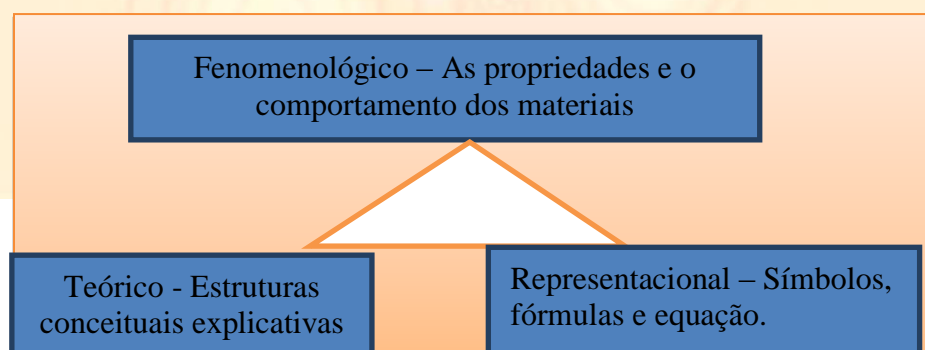 Fenomenológico – As propriedades e o
comportamento dos materiais
Teórico - Estruturas
conceituais explicativas
Representacional – Símbolos,
fórmulas e equação.